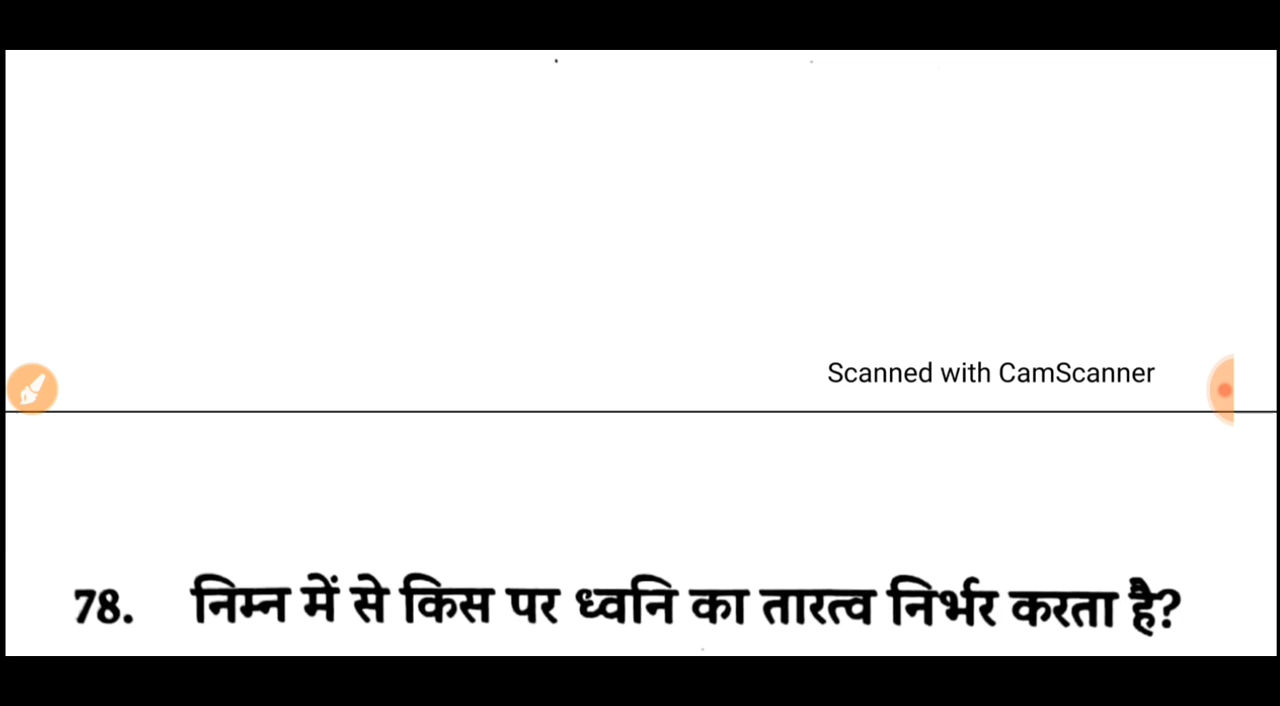 Scanned with CamScanner
78. निम्न में से किस पर ध्वनि का तारत्व निर्भर करता है?